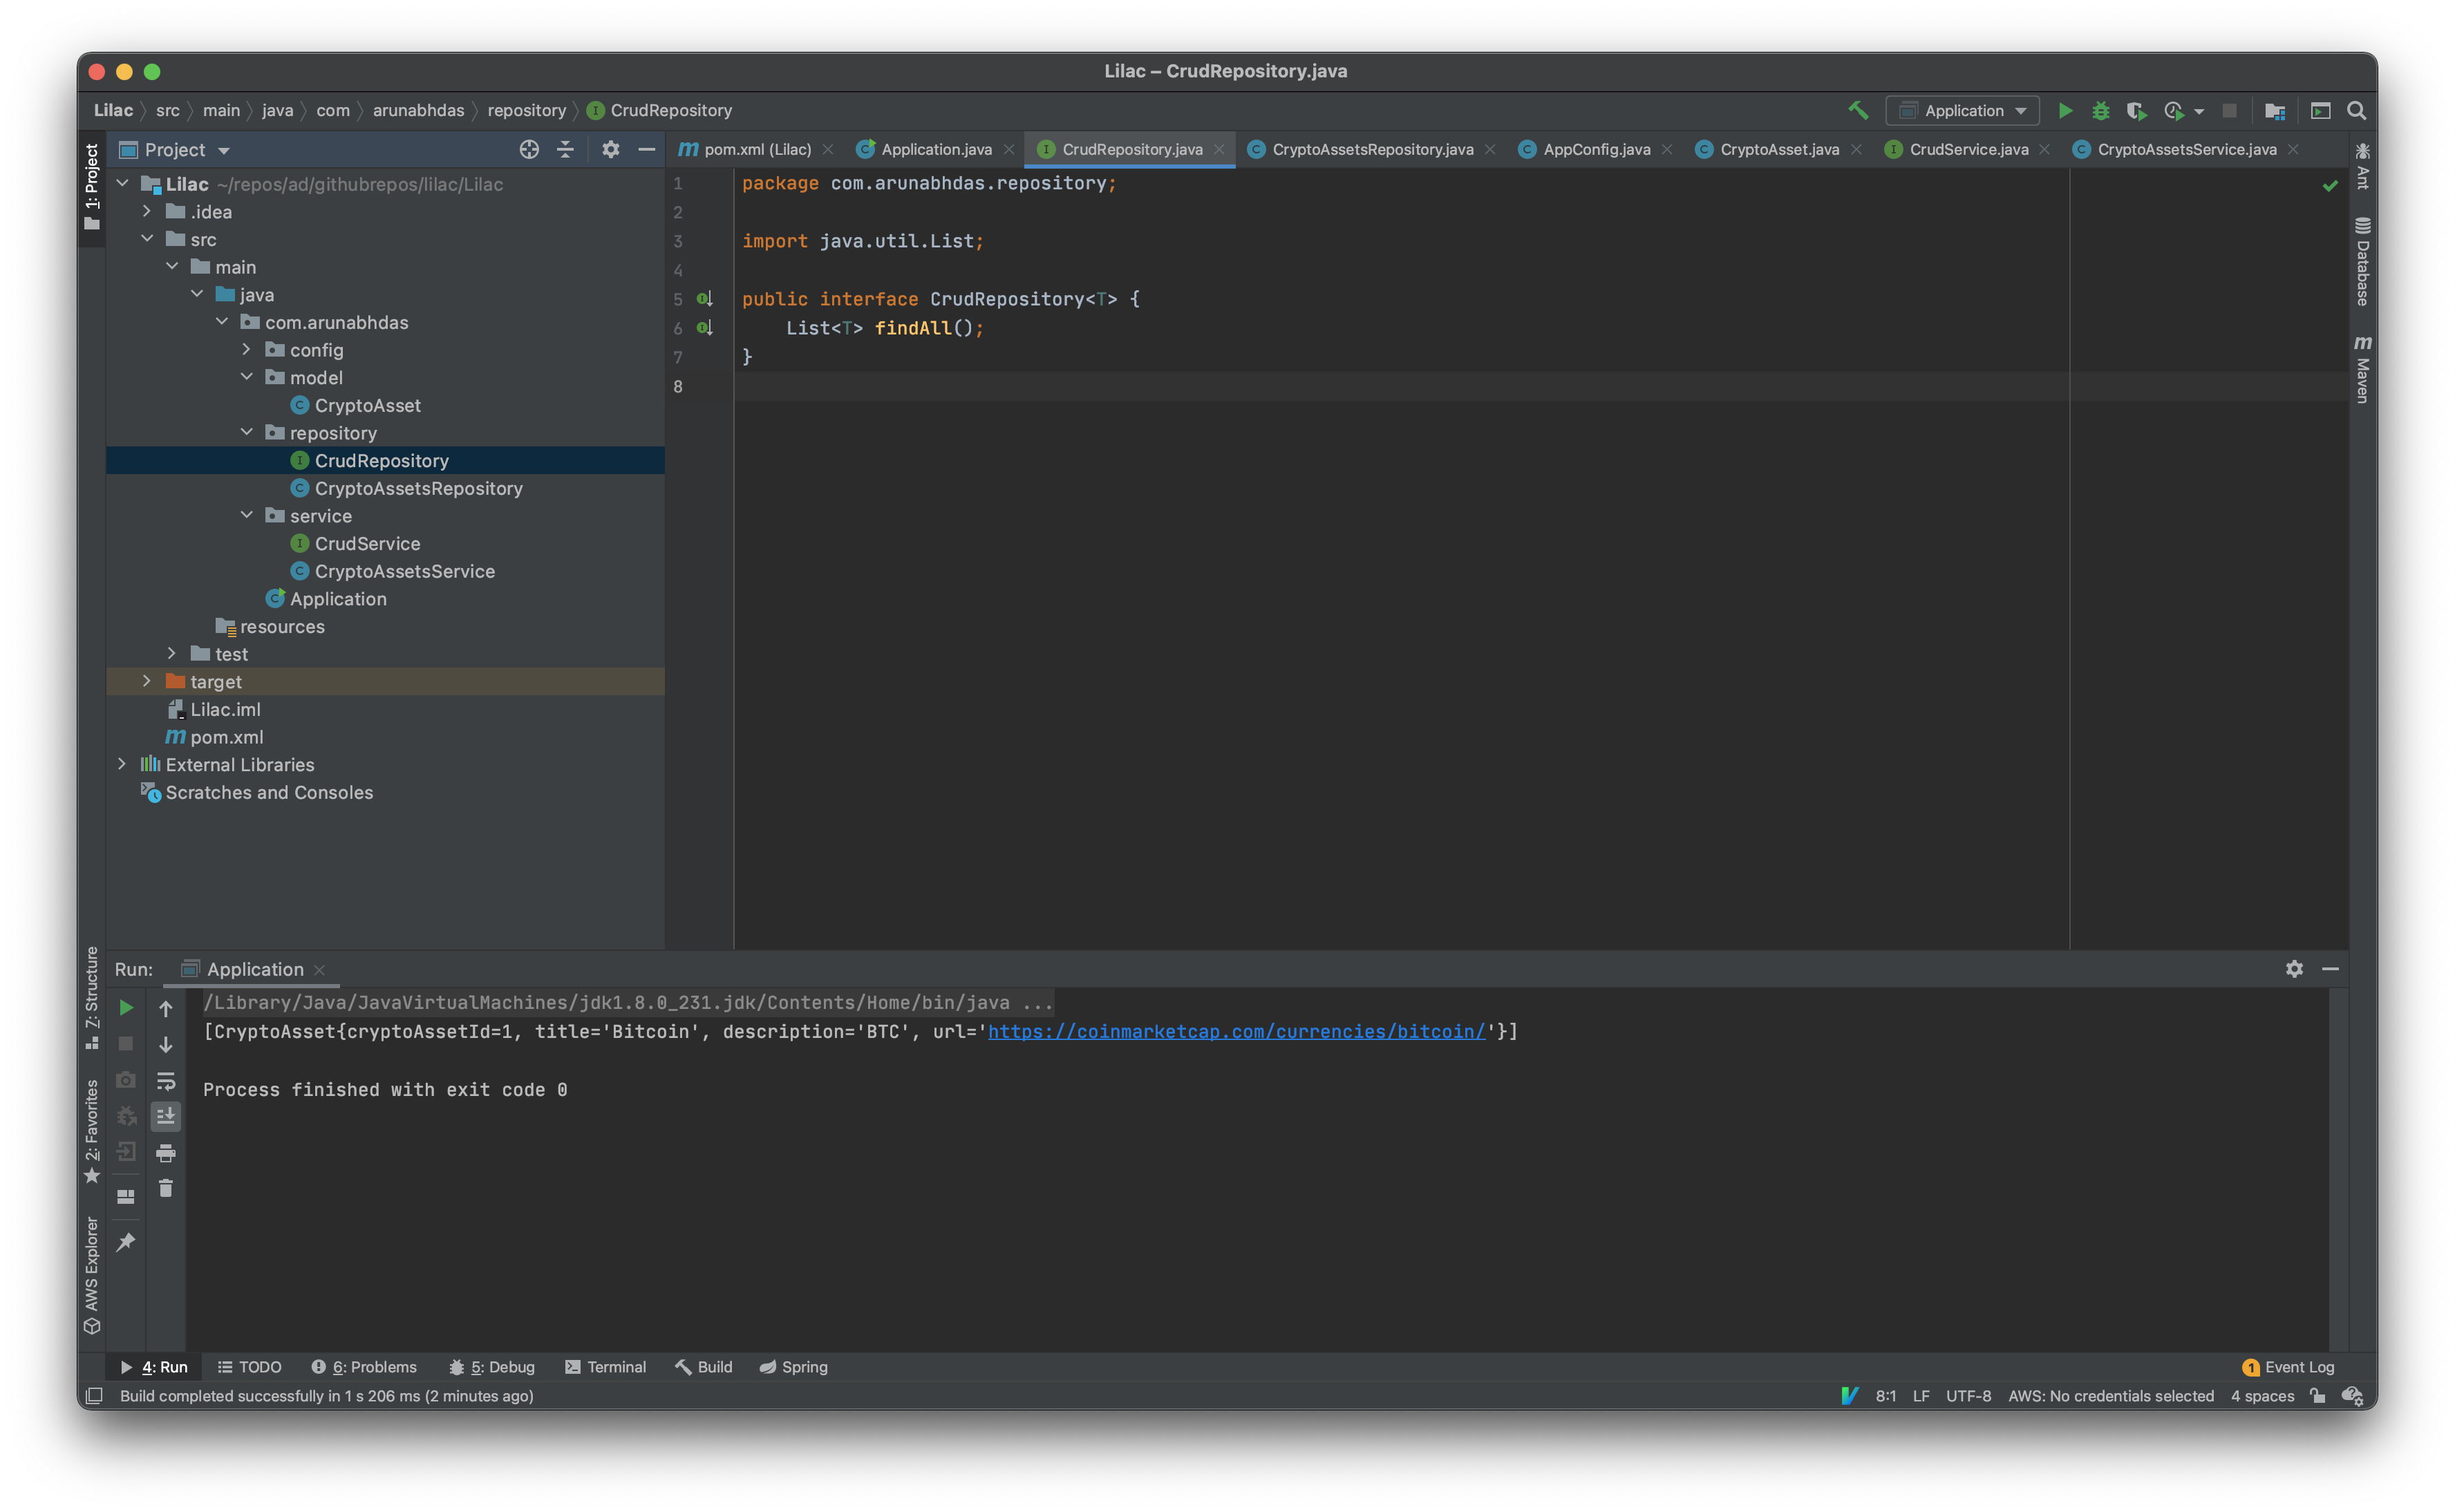 Lilac – CrudRepository.java
Lilac src main java com arunabhdas repository CrudRepository
Application
1: Project
Project
pom.xml (Lilac) Application.java CrudRepository.java CryptoAssetsRepository.java AppConfig.java CryptoAsset.java CrudService.java CryptoAssetsService.java
Lilac ~/repos/ad/githubrepos/lilac/Lilac
.idea
src
main
java
com.arunabhdas
config
model
CryptoAsset
repository
CrudRepository
CryptoAssetsRepository
service
CrudService
CryptoAssetsService
Application
resources
test
target
Lilac.iml
pom.xml
External Libraries
Scratches and Consoles
1 package com.arunabhdas.repository;
2
3 import java.util.List;
4
5 public interface CrudRepository<T> {
6 List<T> findAll();
7 }
8
Ant
Database
Maven
Z: Structure
2: Favorites
AWS Explorer
Run: Application
/Library/Java/JavaVirtualMachines/jdk1.8.0_231.jdk/Contents/Home/bin/java ...
[CryptoAsset{cryptoAssetId=1, title='Bitcoin', description='BTC', url='https://coinmarketcap.com/currencies/bitcoin/'}]
Process finished with exit code 0
4: Run TODO 6: Problems 5: Debug Terminal Build Spring 1 Event Log
Build completed successfully in 1 s 206 ms (2 minutes ago) 8:1 LF UTF-8 AWS: No credentials selected 4 spaces